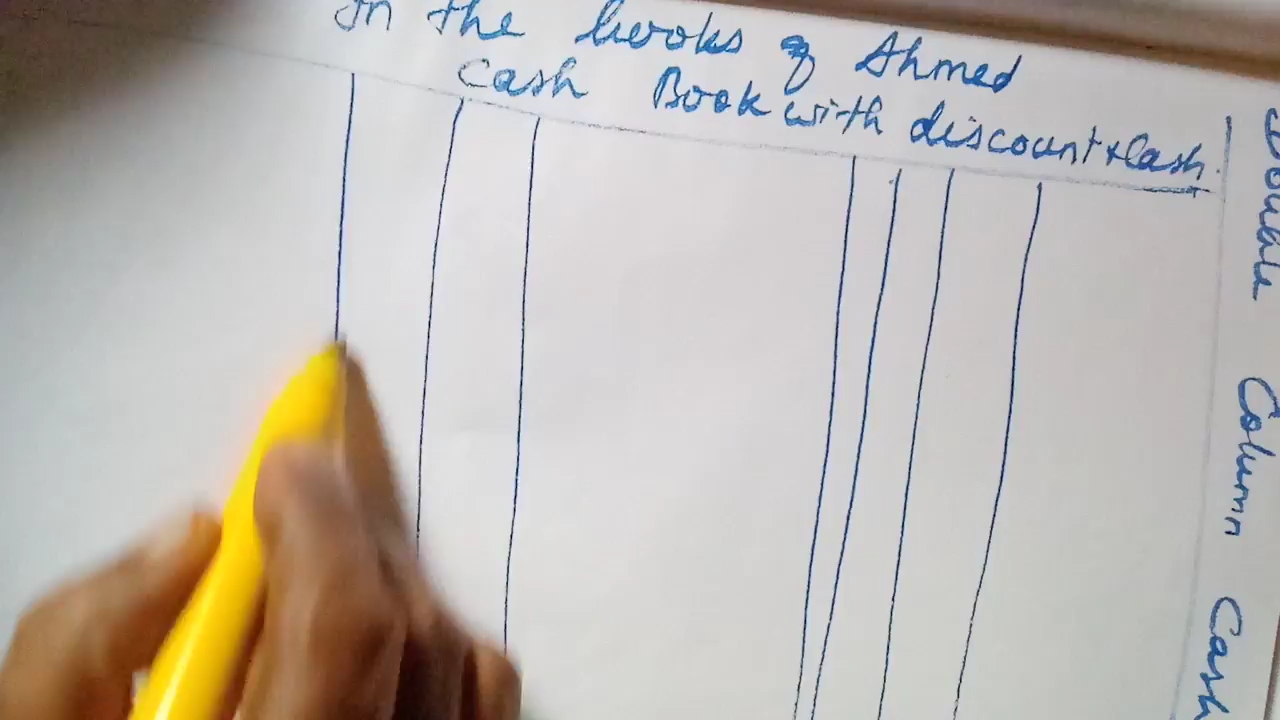 In the books of Ahmed
Cash Book with discount & Cash.
Double Column Cash